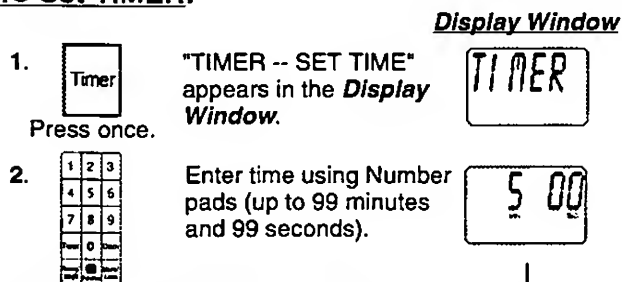 TIMER:
Display Window
1.
Timer
Press once.
"TIMER -- SET TIME"
appears in the Display
Window.
TIMER
2.
1 2 3
4 5 6
7 8 9
0
Enter time using Number
pads (up to 99 minutes
and 99 seconds).
5 00